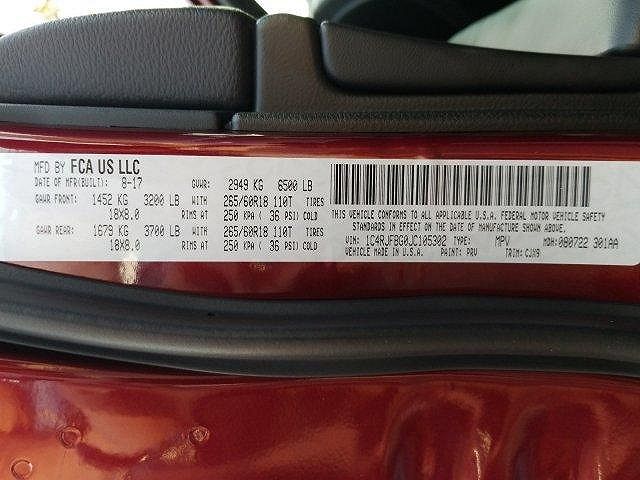 MFD BY FCA US LLC
DATE OF MFR(BUILT): 8-17 GVWR: 2949 KG 6500 LB
GAWR FRONT: 1452 KG 3200 LB WITH 265/60R18 110T TIRES
18X8.0 RIMS AT 250 KPA ( 36 PSI) COLD
GAWR REAR: 1679 KG 3700 LB WITH 265/60R18 110T TIRES
18X8.0 RIMS AT 250 KPA ( 36 PSI) COLD
THIS VEHICLE CONFORMS TO ALL APPLICABLE U.S.A. FEDERAL MOTOR VEHICLE SAFETY
STANDARDS IN EFFECT ON THE DATE OF MANUFACTURE SHOWN ABOVE.
VIN: 1C4RJFBG0JC105302 TYPE: MPV MDH:080722 301AA
VEHICLE MADE IN U.S.A. PAINT: PRV TRIM:CJX9